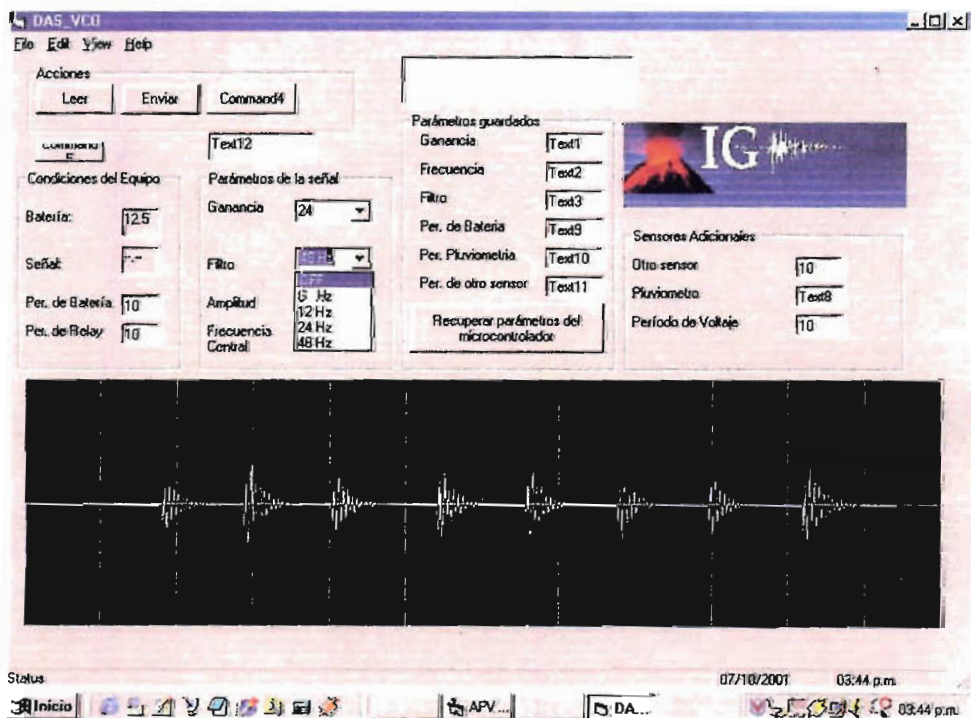 DAS_VCO
File Edit View Help
Acciones
Leer Enviar Command4
Text12
Condiciones del Equipo
Batería: 12.5
Señal: -.--
Per. de Batería 10
Per. de Relay 10
Parámetros de la señal
Ganancia 24
Filtro 48 Hz
6 Hz
12 Hz
24 Hz
48 Hz
Amplitud
Frecuencia
Central
Parámetros guardados
Ganancia Text1
Frecuencia Text2
Filtro Text3
Per. de Bateria Text9
Per. Pluviometria Text10
Per. de otro sensor Text11
Recuperar parámetros del
microcontrolador
IG
Sensores Adicionales
Otro sensor 10
Pluviometro Text8
Período de Voltaje 10
Status
07/10/2001 03:44 p.m.
Inicio APV ... DA... 03:44 p.m.